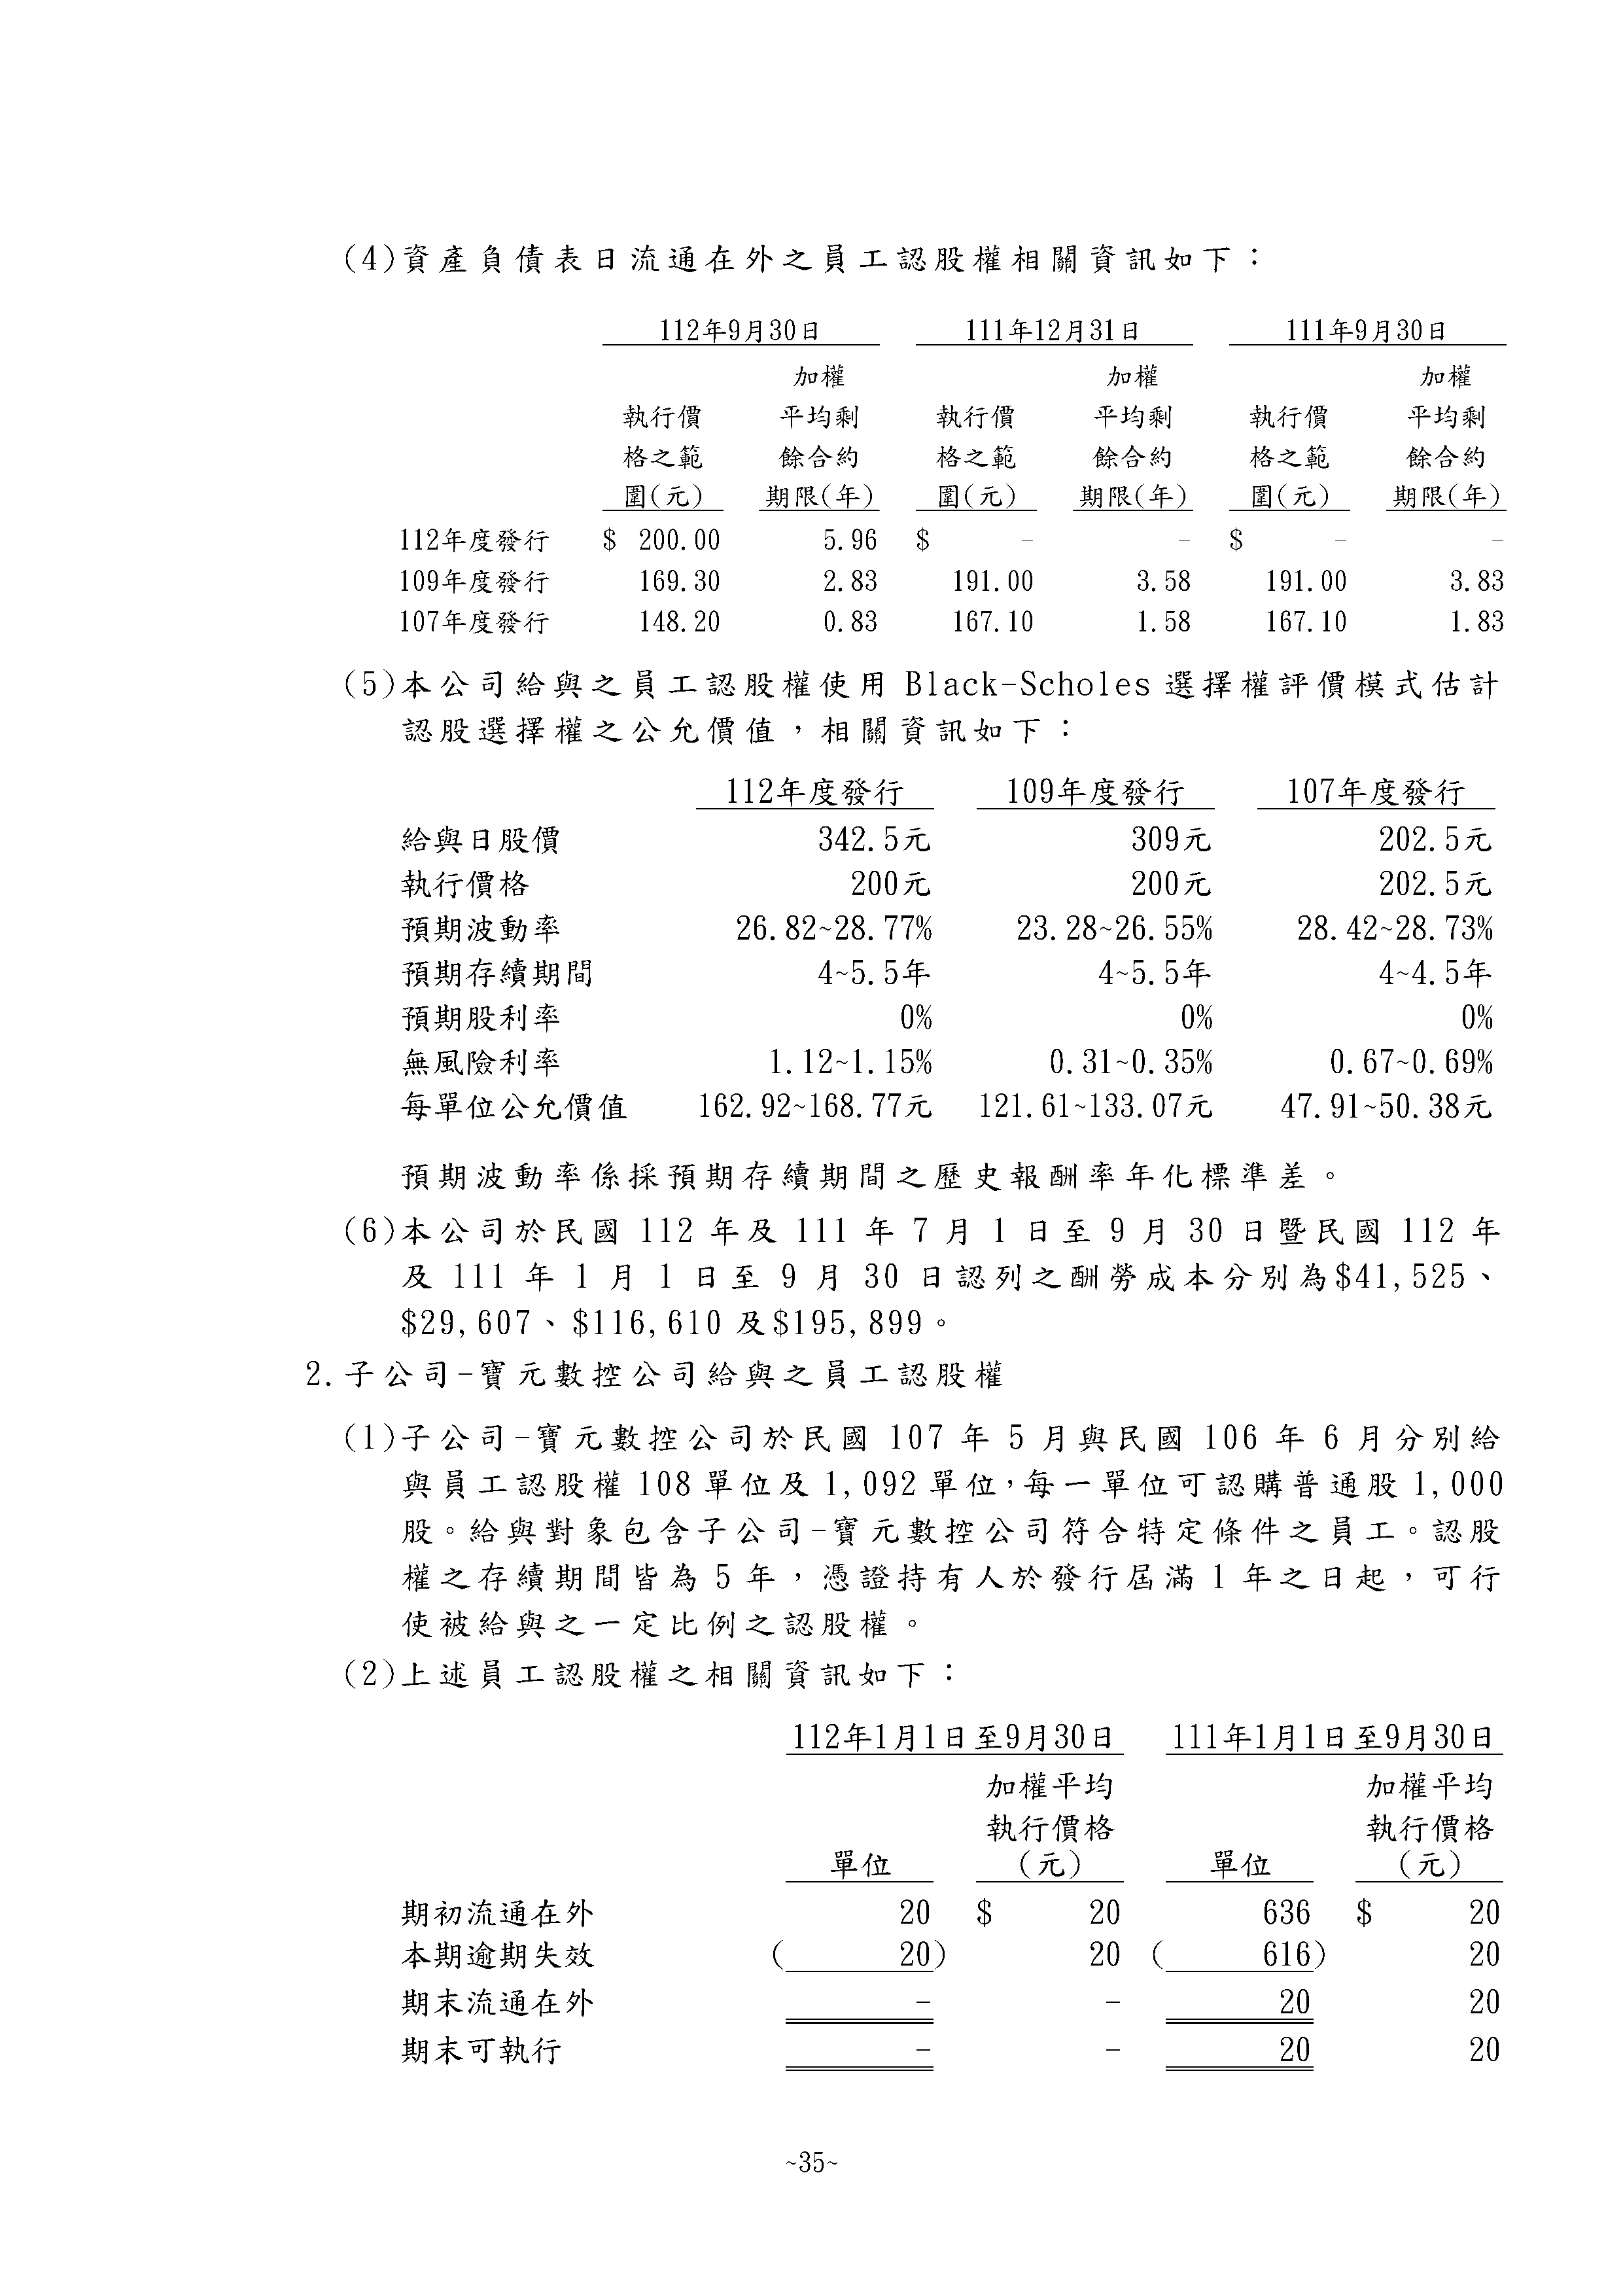 (4)資產負債表日流通在外之員工認股權相關資訊如下：
112年9月30日 111年12月31日 111年9月30日
加權 加權 加權
執行價 平均剩 執行價 平均剩 執行價 平均剩
格之範 餘合約 格之範 餘合約 格之範 餘合約
圍(元) 期限(年) 圍(元) 期限(年) 圍(元) 期限(年)
112年度發行 $ 200.00 5.96 $ - - $ - -
109年度發行 169.30 2.83 191.00 3.58 191.00 3.83
107年度發行 148.20 0.83 167.10 1.58 167.10 1.83
(5)本公司給與之員工認股權使用 Black-Scholes 選擇權評價模式估計
認股選擇權之公允價值，相關資訊如下：
112年度發行 109年度發行 107年度發行
給與日股價 342.5元 309元 202.5元
執行價格 200元 200元 202.5元
預期波動率 26.82~28.77% 23.28~26.55% 28.42~28.73%
預期存續期間 4~5.5年 4~5.5年 4~4.5年
預期股利率 0% 0% 0%
無風險利率 1.12~1.15% 0.31~0.35% 0.67~0.69%
每單位公允價值 162.92~168.77元 121.61~133.07元 47.91~50.38元
預期波動率係採預期存續期間之歷史報酬率年化標準差。
(6)本公司於民國 112 年及 111 年 7 月 1 日至 9 月 30 日暨民國 112 年
及 111 年 1 月 1 日至 9 月 30 日認列之酬勞成本分別為$41,525、
$29,607、$116,610 及$195,899。
2.子公司-寶元數控公司給與之員工認股權
(1)子公司-寶元數控公司於民國 107 年 5 月與民國 106 年 6 月分別給
與員工認股權 108 單位及 1,092 單位，每一單位可認購普通股 1,000
股。給與對象包含子公司-寶元數控公司符合特定條件之員工。認股
權之存續期間皆為 5 年，憑證持有人於發行屆滿 1 年之日起，可行
使被給與之一定比例之認股權。
(2)上述員工認股權之相關資訊如下：
112年1月1日至9月30日 111年1月1日至9月30日
加權平均 加權平均
執行價格 執行價格
單位 (元) 單位 (元)
期初流通在外 20 $ 20 636 $ 20
本期逾期失效 ( 20) 20 ( 616) 20
期末流通在外 - - 20 20
期末可執行 - - 20 20
~35~